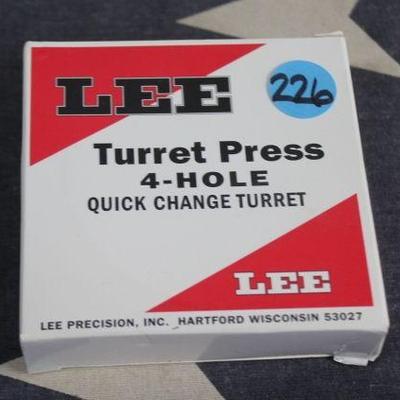 LEE
226
Turret Press
4-HOLE
QUICK CHANGE TURRET
LEE
LEE PRECISION, INC. HARTFORD WISCONSIN 53027